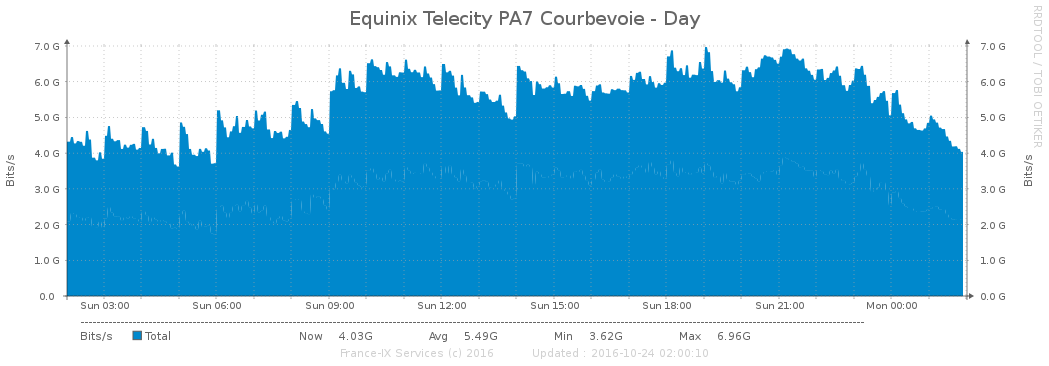 Equinix Telecity PA7 Courbevoie - Day
RRDTOOL / TOBI OETIKER
Bits/s
7.0 G 7.0 G
6.0 G 6.0 G
5.0 G 5.0 G
4.0 G 4.0 G
3.0 G 3.0 G
2.0 G 2.0 G
1.0 G 1.0 G
0.0 0.0 G
Bits/s
Sun 03:00 Sun 06:00 Sun 09:00 Sun 12:00 Sun 15:00 Sun 18:00 Sun 21:00 Mon 00:00
Bits/s Total Now 4.03G Avg 5.49G Min 3.62G Max 6.96G
France-IX Services (c) 2016 Updated : 2016-10-24 02:00:10